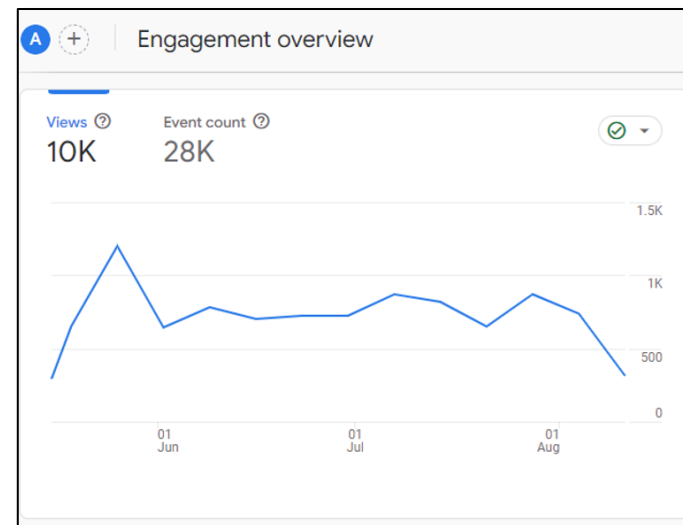 A + Engagement overview
Views ? Event count ?
10K 28K
1.5K
1K
500
0
01 01 01
Jun Jul Aug